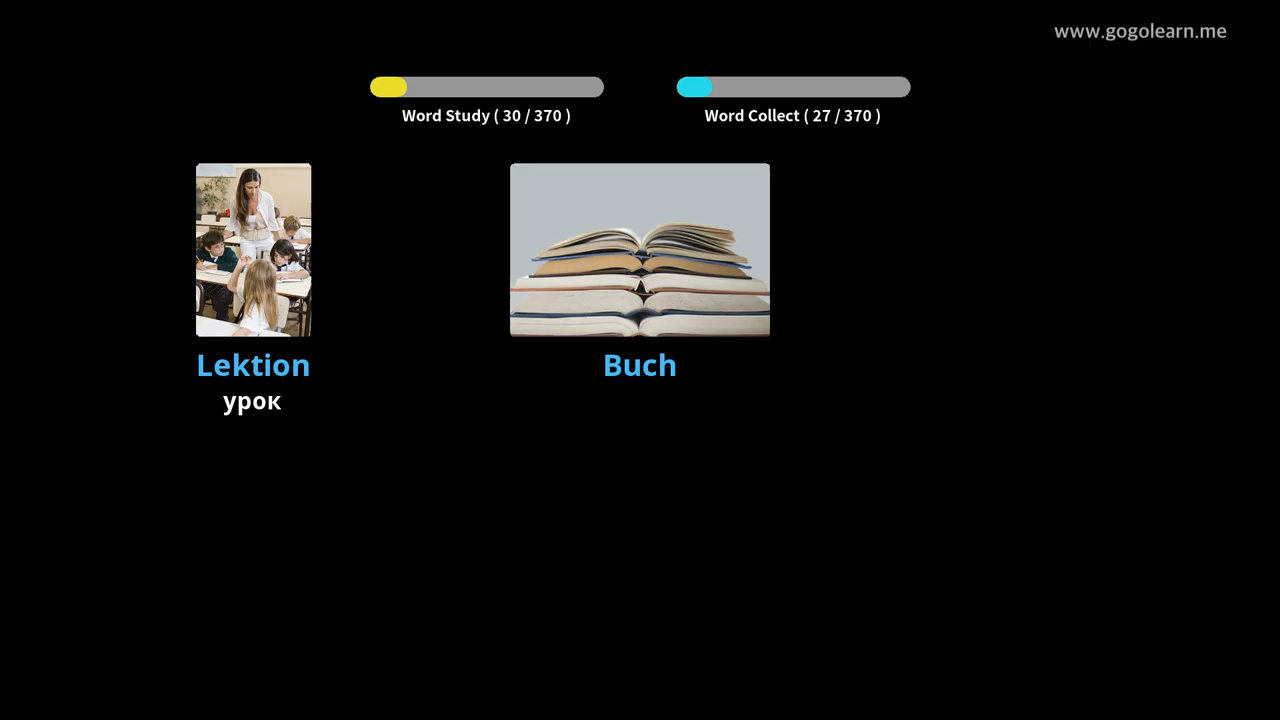 www.gogolearn.me
Word Study ( 30 / 370 )
Word Collect ( 27 / 370 )
Lektion
урок
Buch